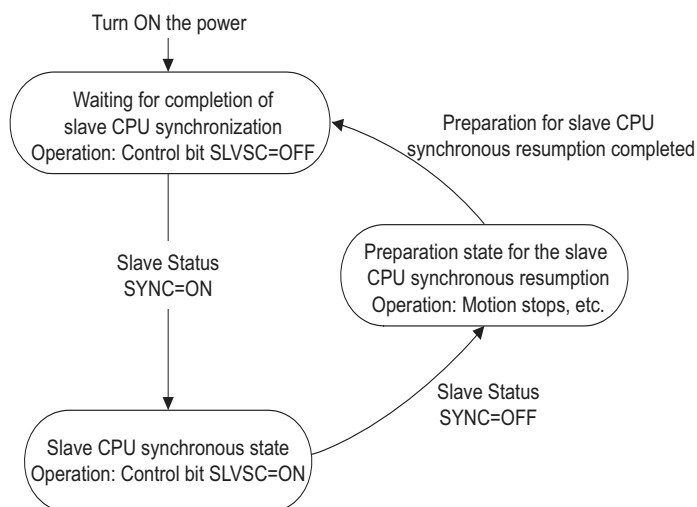 Turn ON the power
Waiting for completion of
slave CPU synchronization
Operation: Control bit SLVSC=OFF
Preparation for slave CPU
synchronous resumption completed
Slave Status
SYNC=ON
Preparation state for the slave
CPU synchronous resumption
Operation: Motion stops, etc.
Slave Status
SYNC=OFF
Slave CPU synchronous state
Operation: Control bit SLVSC=ON